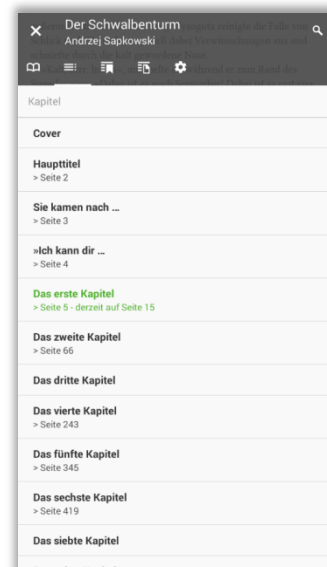 Der Schwalbenturm
Andrzej Sapkowski
Kapitel
Cover
Haupttitel
> Seite 2
Sie kamen nach ...
> Seite 3
»Ich kann dir ...
> Seite 4
Das erste Kapitel
> Seite 5 - derzeit auf Seite 15
Das zweite Kapitel
> Seite 66
Das dritte Kapitel
Das vierte Kapitel
> Seite 243
Das fünfte Kapitel
> Seite 345
Das sechste Kapitel
> Seite 419
Das siebte Kapitel